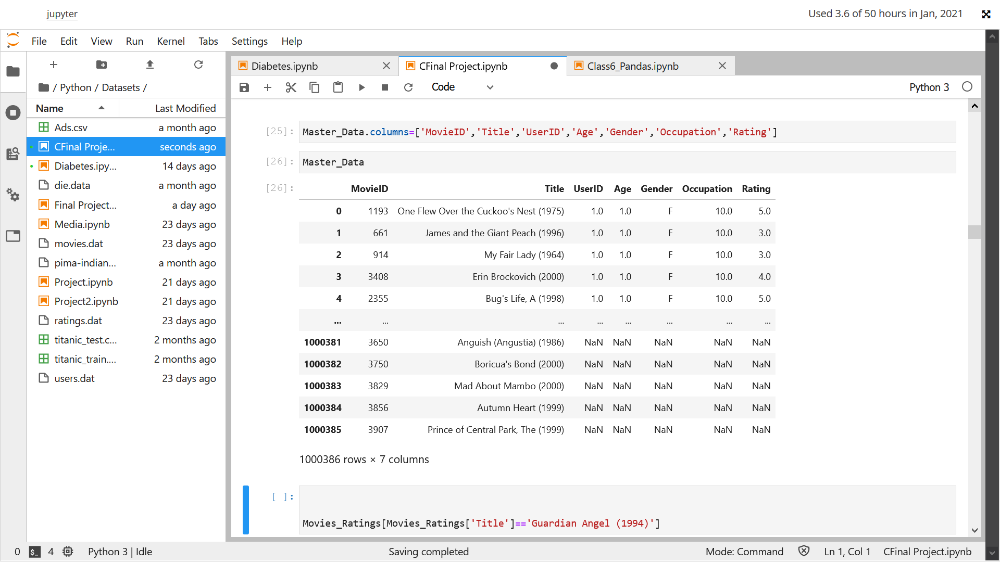 jupyter
Used 3.6 of 50 hours in Jan, 2021
File Edit View Run Kernel Tabs Settings Help
Diabetes.ipynb
CFinal Project.ipynb
Class6_Pandas.ipynb
/ Python / Datasets /
Code
Python 3
Name Last Modified
Ads.csv a month ago
CFinal Proje... seconds ago
Diabetes.ipy... 14 days ago
die.data a month ago
Final Project... a day ago
Media.ipynb 23 days ago
movies.dat 23 days ago
pima-indian... a month ago
Project.ipynb 21 days ago
Project2.ipynb 21 days ago
ratings.dat 23 days ago
titanic_test.c... 2 months ago
titanic_train.... 2 months ago
users.dat 23 days ago
[25]: Master_Data.columns=['MovieID','Title','UserID','Age','Gender','Occupation','Rating']
[26]: Master_Data
[26]: MovieID Title UserID Age Gender Occupation Rating
0 1193 One Flew Over the Cuckoo's Nest (1975) 1.0 1.0 F 10.0 5.0
1 661 James and the Giant Peach (1996) 1.0 1.0 F 10.0 3.0
2 914 My Fair Lady (1964) 1.0 1.0 F 10.0 3.0
3 3408 Erin Brockovich (2000) 1.0 1.0 F 10.0 4.0
4 2355 Bug's Life, A (1998) 1.0 1.0 F 10.0 5.0
... ... ... ... ... ... ... ...
1000381 3650 Anguish (Angustia) (1986) NaN NaN NaN NaN NaN
1000382 3750 Boricua's Bond (2000) NaN NaN NaN NaN NaN
1000383 3829 Mad About Mambo (2000) NaN NaN NaN NaN NaN
1000384 3856 Autumn Heart (1999) NaN NaN NaN NaN NaN
1000385 3907 Prince of Central Park, The (1999) NaN NaN NaN NaN NaN
1000386 rows × 7 columns
[ ]:
Movies_Ratings[Movies_Ratings['Title']=='Guardian Angel (1994)']
0 $_ 4 Python 3 | Idle Saving completed Mode: Command Ln 1, Col 1 CFinal Project.ipynb